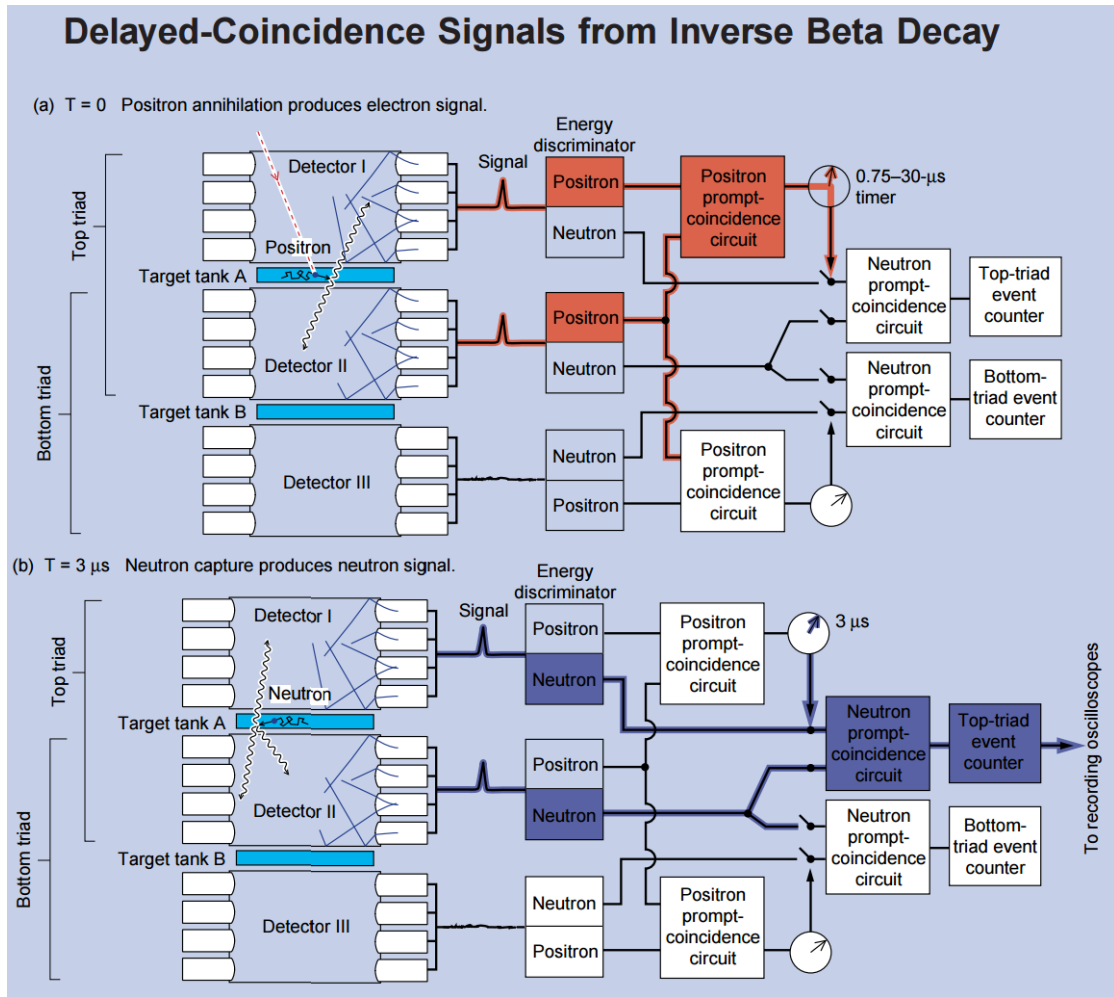 Delayed-Coincidence Signals from Inverse Beta Decay
(a) T = 0 Positron annihilation produces electron signal.
Top triad
Bottom triad
Detector I
Positron
Target tank A
Detector II
Target tank B
Detector III
Signal
Energy
discriminator
Positron
Neutron
Positron
Neutron
Neutron
Positron
Positron
prompt-
coincidence
circuit
Positron
prompt-
coincidence
circuit
0.75–30-μs
timer
Neutron
prompt-
coincidence
circuit
Top-triad
event
counter
Neutron
prompt-
coincidence
circuit
Bottom-
triad event
counter
(b) T = 3 μs Neutron capture produces neutron signal.
Top triad
Bottom triad
Detector I
Neutron
Target tank A
Detector II
Target tank B
Detector III
Signal
Energy
discriminator
Positron
Neutron
Positron
Neutron
Neutron
Positron
Positron
prompt-
coincidence
circuit
Positron
prompt-
coincidence
circuit
3 μs
Neutron
prompt-
coincidence
circuit
Top-triad
event
counter
Neutron
prompt-
coincidence
circuit
Bottom-
triad event
counter
To recording oscilloscopes